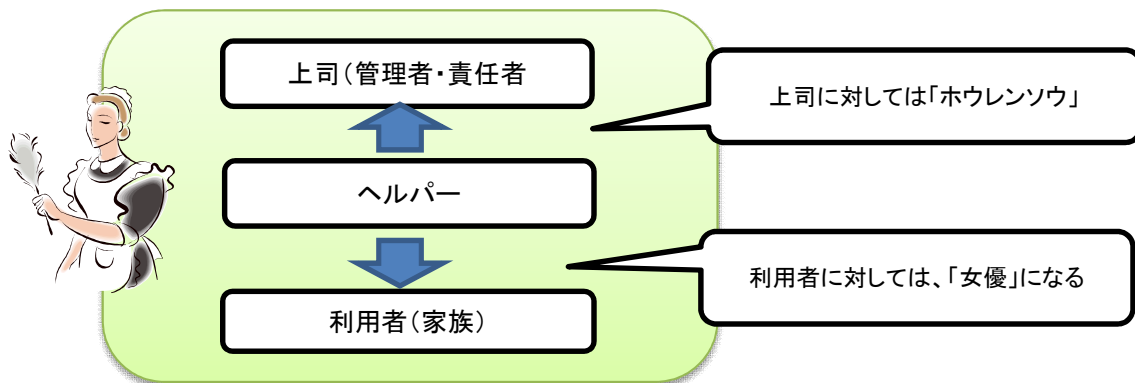 上司（管理者・責任者
上司に対しては「ホウレンソウ」
ヘルパー
利用者に対しては、「女優」になる
利用者（家族）